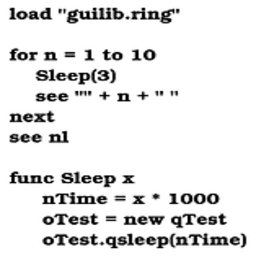 load "guilib.ring"
for n = 1 to 10
Sleep(3)
see "" + n + " "
next
see nl
func Sleep x
nTime = x * 1000
oTest = new qTest
oTest.qsleep(nTime)